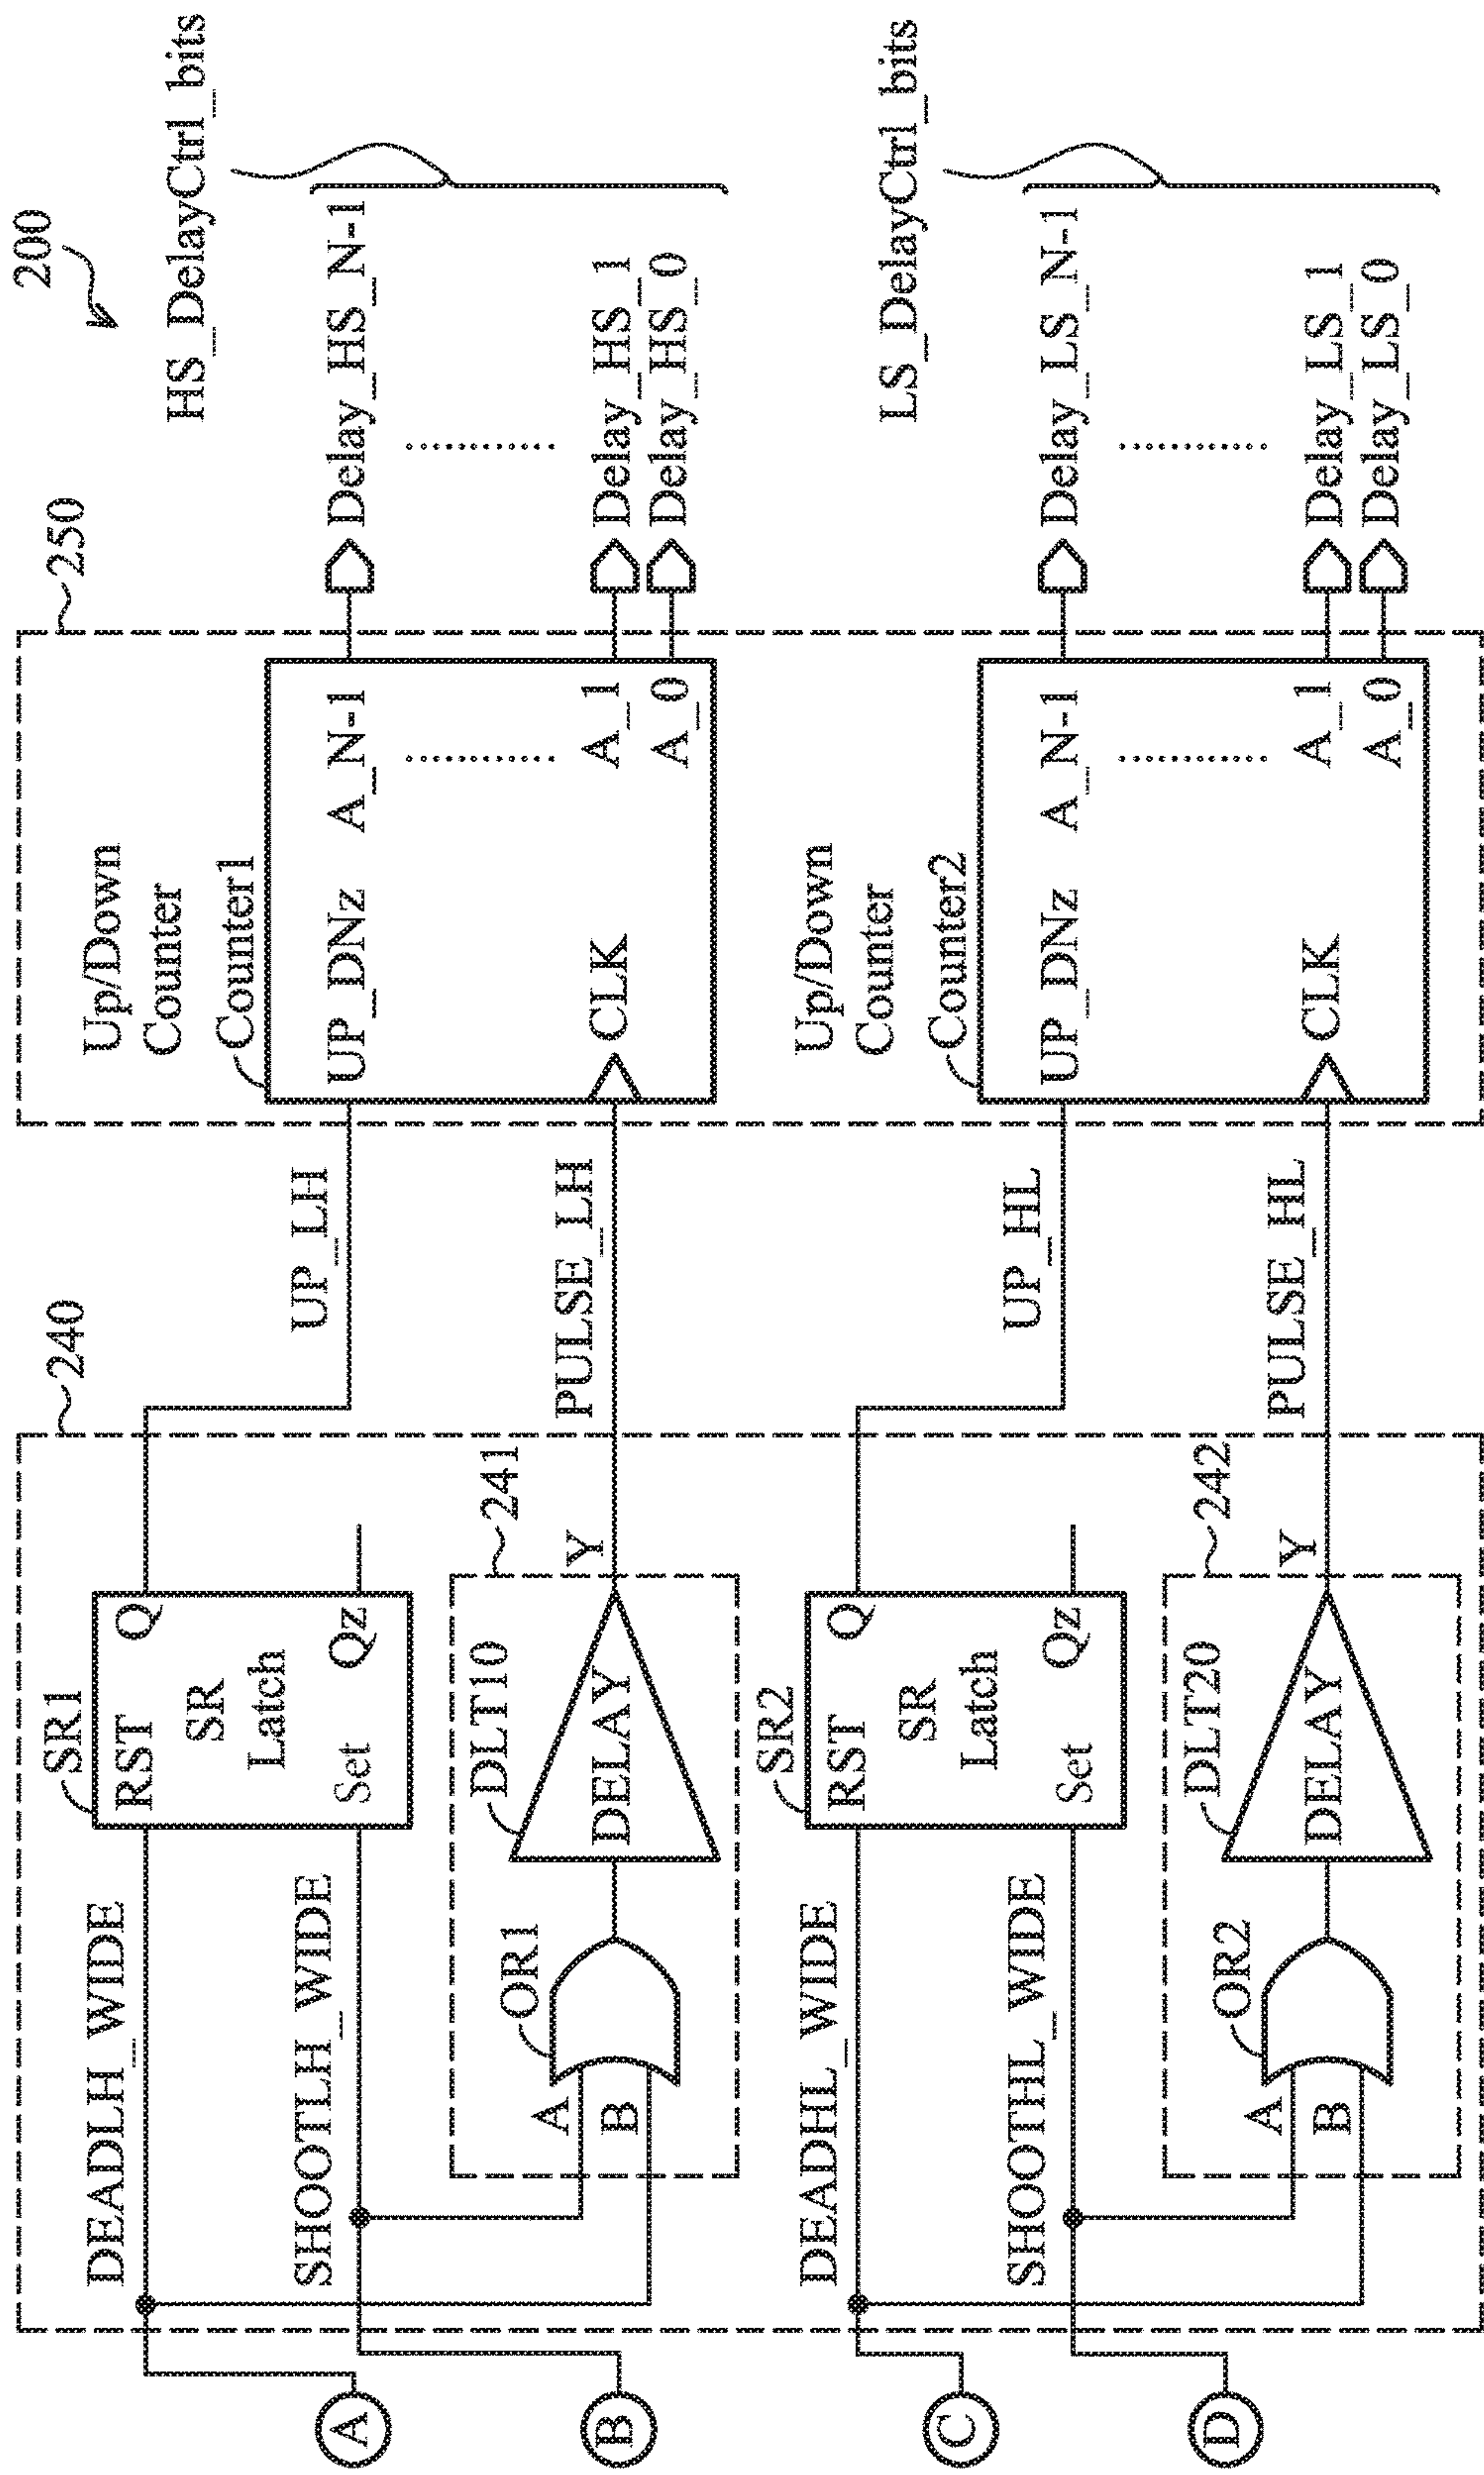 200
240
250
HS_DelayCtrl_bits
Up/Down
Counter
Counter1
SR1
DEADLH_WIDE
RST
Q
SR
Latch
SHOOTLH_WIDE
Set
Qz
UP_LH
UP_DNz
A_N-1
Delay_HS_N-1
241
OR1
DLT10
A
B
DELAY
Y
PULSE_LH
CLK
A_1
A_0
Delay_HS_1
Delay_HS_0
A
B
LS_DelayCtrl_bits
Up/Down
Counter
Counter2
SR2
DEADHL_WIDE
RST
Q
SR
Latch
SHOOTHL_WIDE
Set
Qz
UP_HL
UP_DNz
A_N-1
Delay_LS_N-1
242
OR2
DLT20
A
B
DELAY
Y
PULSE_HL
CLK
A_1
A_0
Delay_LS_1
Delay_LS_0
C
D